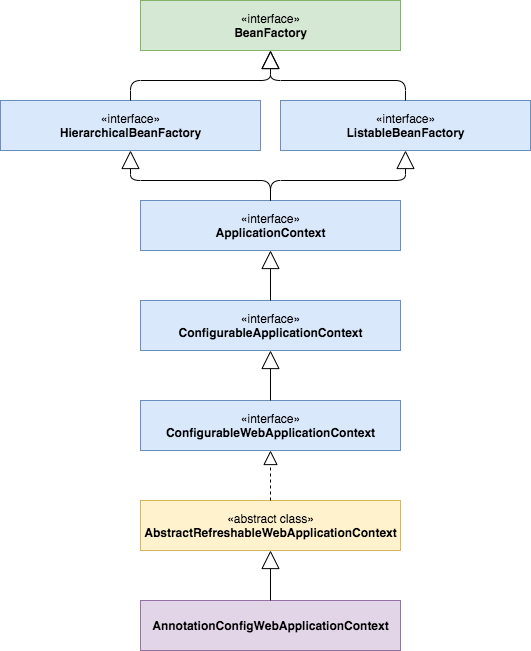 «interface»
BeanFactory
«interface»
HierarchicalBeanFactory
«interface»
ListableBeanFactory
«interface»
ApplicationContext
«interface»
ConfigurableApplicationContext
«interface»
ConfigurableWebApplicationContext
«abstract class»
AbstractRefreshableWebApplicationContext
AnnotationConfigWebApplicationContext